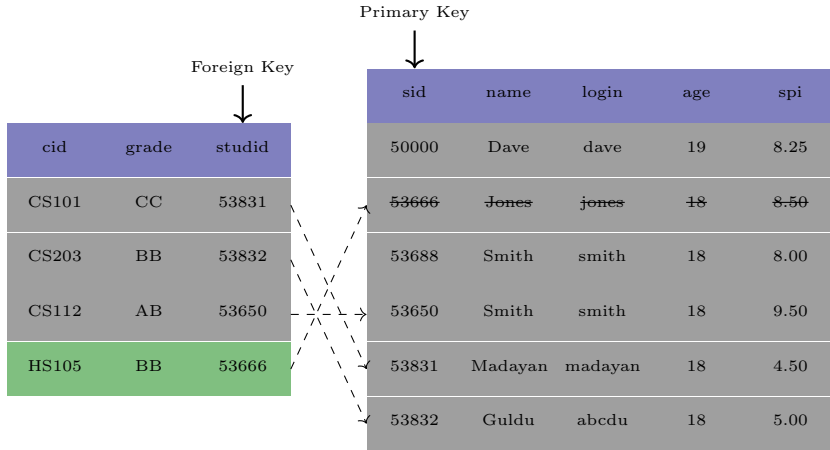 Primary Key
Foreign Key
cid grade studid
CS101 CC 53831
CS203 BB 53832
CS112 AB 53650
HS105 BB 53666
sid name login age spi
50000 Dave dave 19 8.25
53666 Jones jones 18 8.50
53688 Smith smith 18 8.00
53650 Smith smith 18 9.50
53831 Madayan madayan 18 4.50
53832 Guldu abcdu 18 5.00